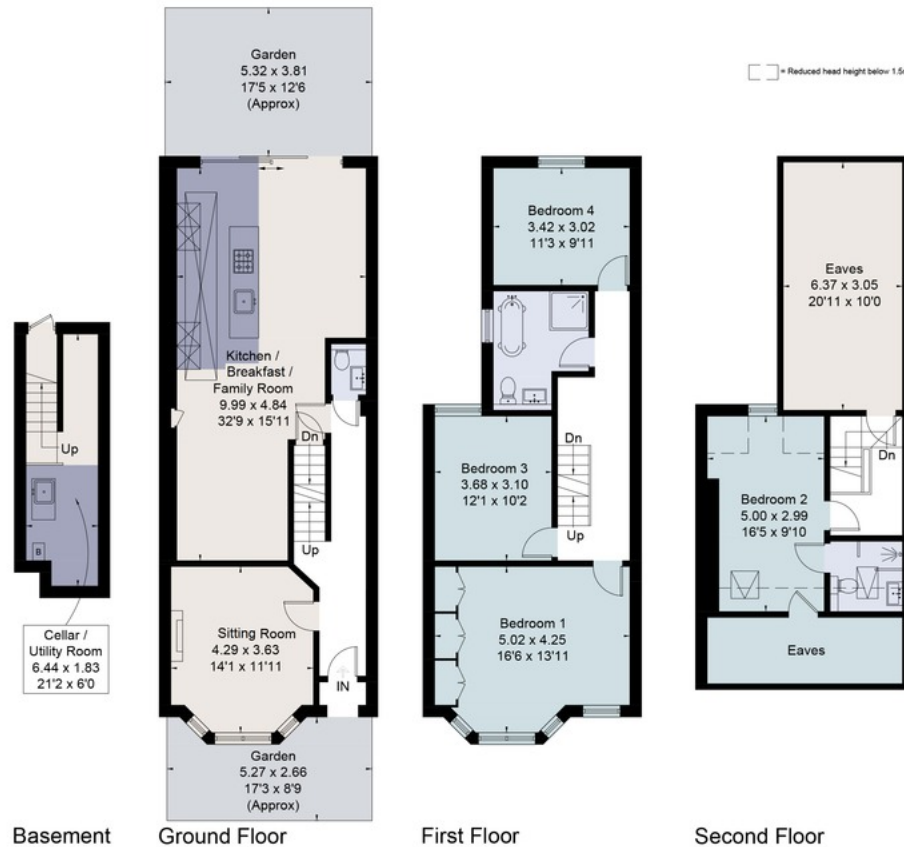 Garden
5.32 x 3.81
17'5 x 12'6
(Approx)
= Reduced head height below 1.5
Kitchen /
Breakfast /
Family Room
9.99 x 4.84
32'9 x 15'11
Dn
Up
Sitting Room
4.29 x 3.63
14'1 x 11'11
IN
Garden
5.27 x 2.66
17'3 x 8'9
(Approx)
Up
B
Cellar /
Utility Room
6.44 x 1.83
21'2 x 6'0
Bedroom 4
3.42 x 3.02
11'3 x 9'11
Bedroom 3
3.68 x 3.10
12'1 x 10'2
Dn
Up
Bedroom 1
5.02 x 4.25
16'6 x 13'11
Eaves
6.37 x 3.05
20'11 x 10'0
Dn
Bedroom 2
5.00 x 2.99
16'5 x 9'10
Eaves
Basement
Ground Floor
First Floor
Second Floor